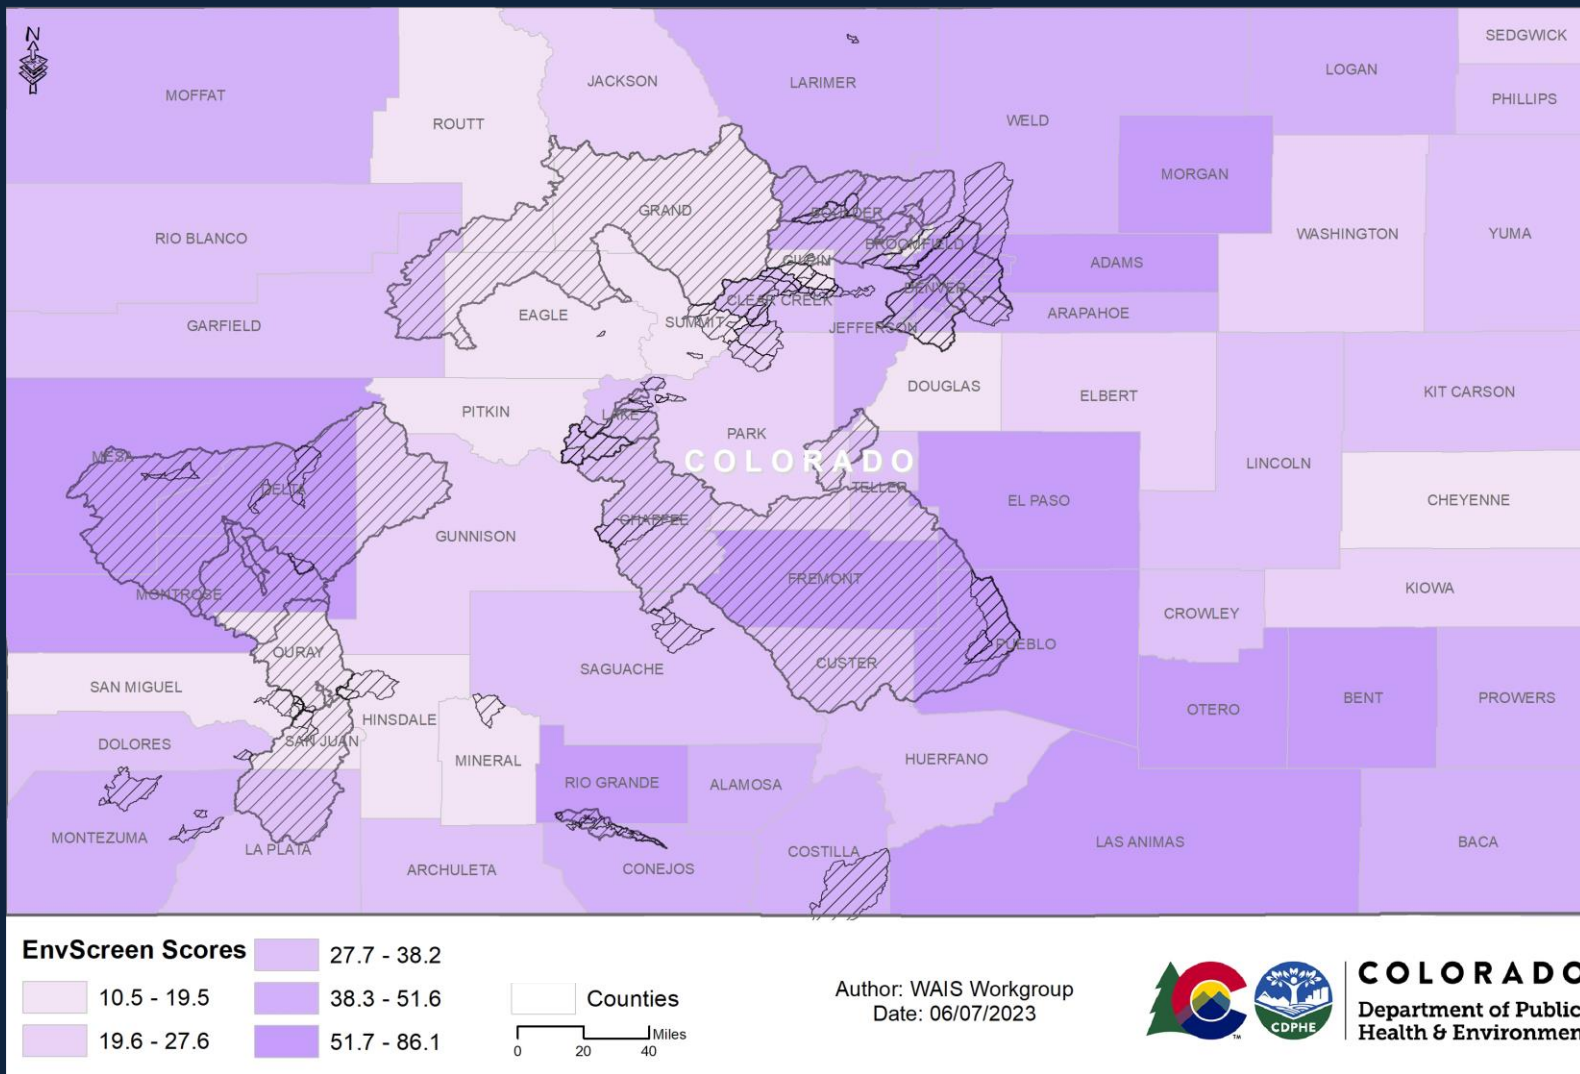 N
SEDGWICK
LOGAN
JACKSON
LARIMER
MOFFAT
PHILLIPS
WELD
ROUTT
MORGAN
GRAND
BOULDER
RIO BLANCO
WASHINGTON
YUMA
BROOMFIELD
GILPIN
ADAMS
DENVER
CLEAR CREEK
EAGLE
ARAPAHOE
GARFIELD
SUMMIT
JEFFERSON
DOUGLAS
PITKIN
ELBERT
KIT CARSON
LAKE
PARK
MESA
COLORADO
LINCOLN
DELTA
TELLER
EL PASO
CHEYENNE
CHAFFEE
GUNNISON
FREMONT
KIOWA
MONTROSE
CROWLEY
PUEBLO
OURAY
SAGUACHE
CUSTER
SAN MIGUEL
BENT
PROWERS
OTERO
HINSDALE
DOLORES
SAN JUAN
MINERAL
HUERFANO
RIO GRANDE
ALAMOSA
MONTEZUMA
LAS ANIMAS
BACA
LA PLATA
COSTILLA
ARCHULETA
CONEJOS
EnvScreen Scores
10.5 - 19.5
19.6 - 27.6
27.7 - 38.2
38.3 - 51.6
51.7 - 86.1
Counties
Miles
0 20 40
Author: WAIS Workgroup
Date: 06/07/2023
TM
CDPHE
COLORADO
Department of Public
Health & Environmen